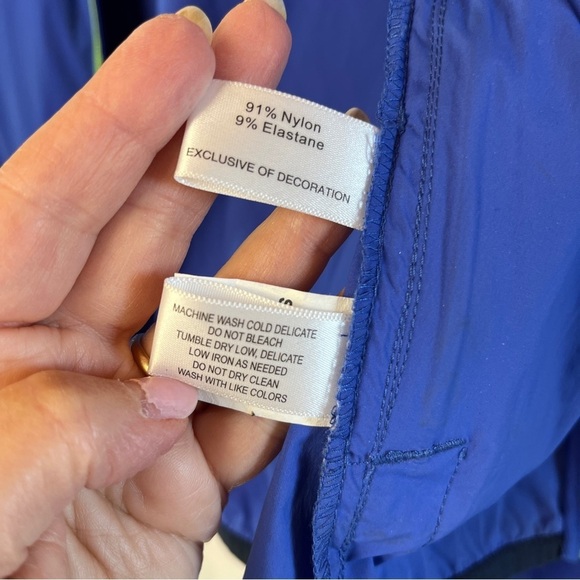 91% Nylon
9% Elastane
EXCLUSIVE OF DECORATION
MACHINE WASH COLD DELICATE
DO NOT BLEACH
TUMBLE DRY LOW, DELICATE
LOW IRON AS NEEDED
DO NOT DRY CLEAN
WASH WITH LIKE COLORS